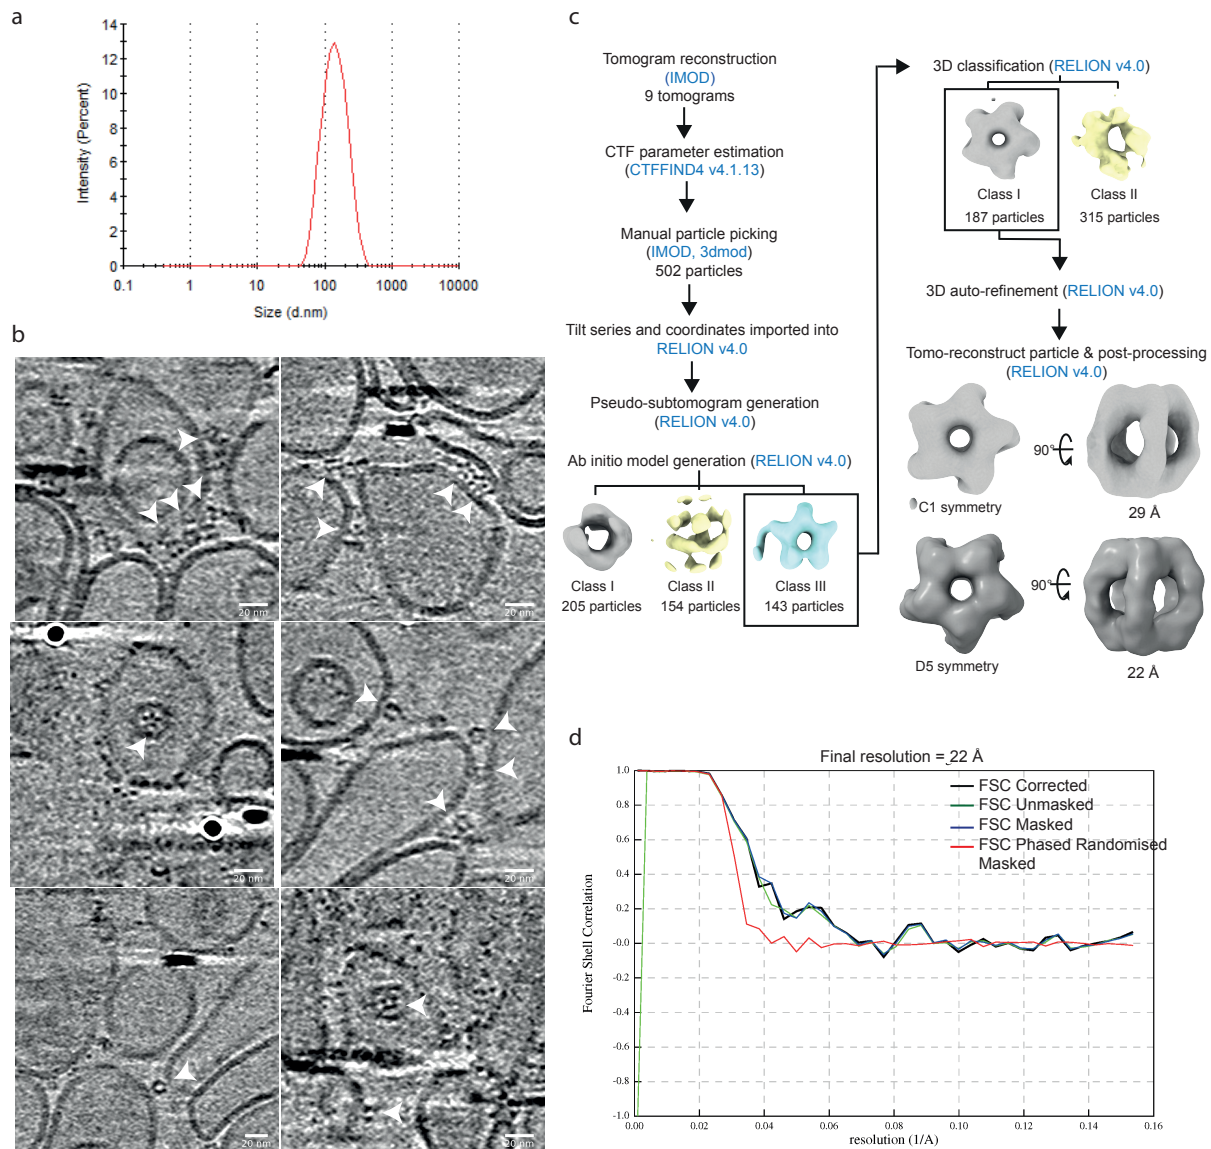 a
14
12
10
8
6
4
2
0
Intensity (Percent)
0.1 1 10 100 1000 10000
Size (d.nm)
b
20 nm
20 nm
20 nm
20 nm
20 nm
20 nm
c
Tomogram reconstruction
(IMOD)
9 tomograms
CTF parameter estimation
(CTFFIND4 v4.1.13)
Manual particle picking
(IMOD, 3dmod)
502 particles
Tilt series and coordinates imported into
RELION v4.0
Pseudo-subtomogram generation
(RELION v4.0)
Ab initio model generation (RELION v4.0)
Class I
205 particles
Class II
154 particles
Class III
143 particles
3D classification (RELION v4.0)
Class I
187 particles
Class II
315 particles
3D auto-refinement (RELION v4.0)
Tomo-reconstruct particle & post-processing
(RELION v4.0)
90°
C1 symmetry
29 Å
90°
D5 symmetry
22 Å
d
Final resolution = 22 Å
FSC Corrected
FSC Unmasked
FSC Masked
FSC Phased Randomised
Masked
1.0
0.8
0.6
0.4
0.2
-0.0
-0.2
-0.4
-0.6
-0.8
-1.0
Fourier Shell Correlation
0.00 0.02 0.04 0.06 0.08 0.10 0.12 0.14 0.16
resolution (1/A)